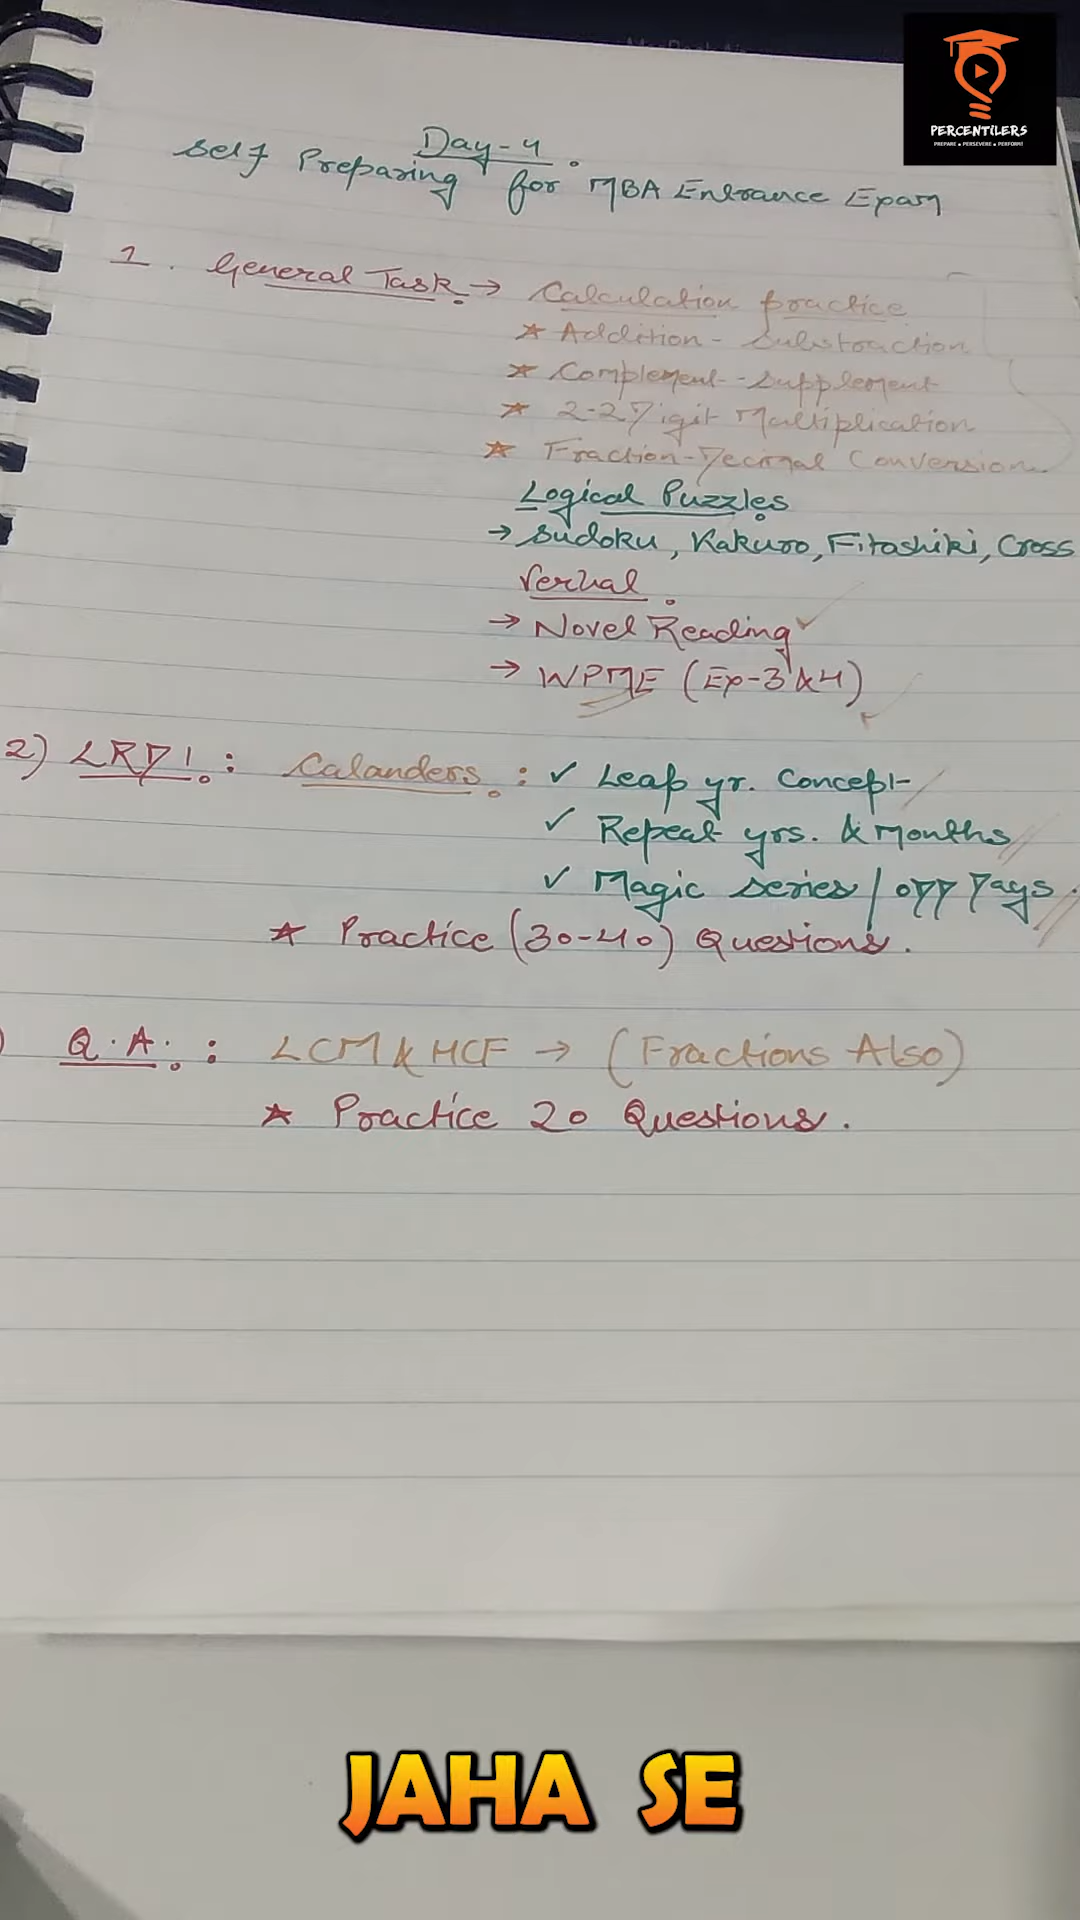 PERCENTILERS
PREPARE • PERSEVERE • PERFORM!
Day-4.
Self Preparing for MBA Entrance Exam
1. General Task. → Calculation practice
★ Addition - Substraction
★ Complement - Supplement
★ 2-2 Digit Multiplication
★ Fraction-Decimal Conversion
Logical Puzzles
→ Sudoku, Kakuro, Fitashiki, Cross
Verbal.
→ Novel Reading ✓
→ WPME (Ex-3 & 4)
2) LRDI. : Calanders. : ✓ Leap yr. Concept
✓ Repeat yrs. & Months
✓ Magic series / ODD Days.
★ Practice (30-40) Questions.
) Q.A. : LCM & HCF → (Fractions Also)
★ Practice 20 Questions.
JAHA SE